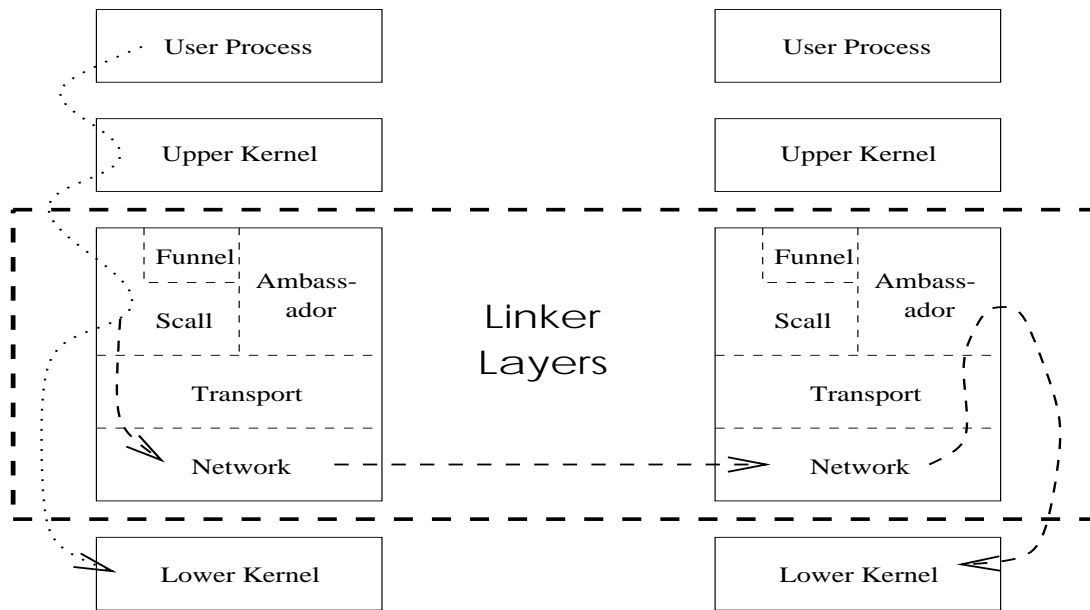 User Process
User Process
Upper Kernel
Upper Kernel
Funnel
Ambass-
ador
Scall
Transport
Network
Linker
Layers
Funnel
Ambass-
ador
Scall
Transport
Network
Lower Kernel
Lower Kernel